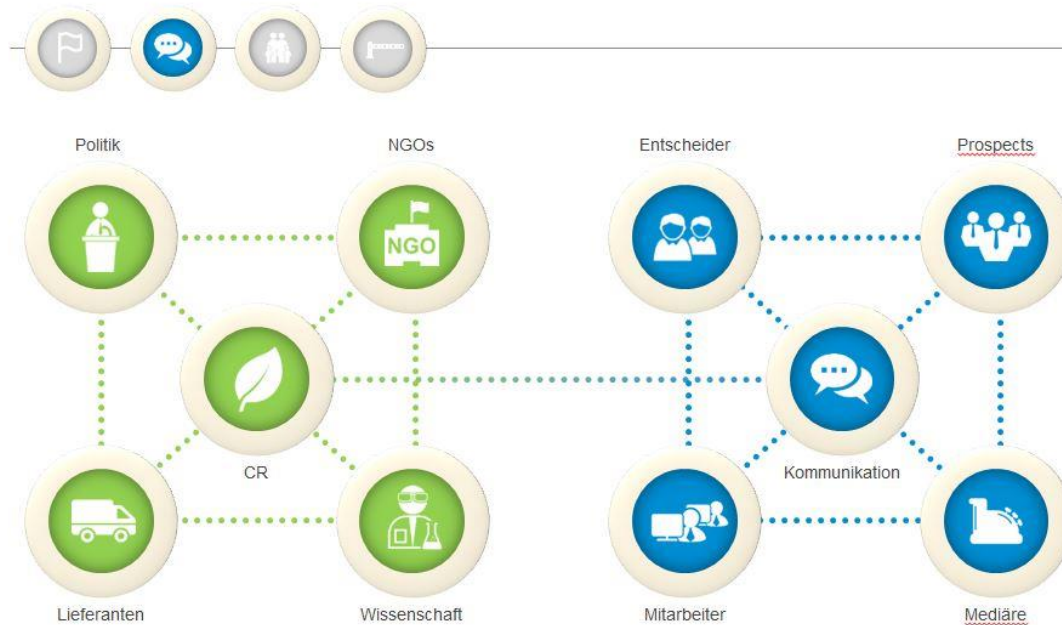 Politik
NGOs
Entscheider
Prospects
NGO
CR
Kommunikation
Lieferanten
Wissenschaft
Mitarbeiter
Mediäre